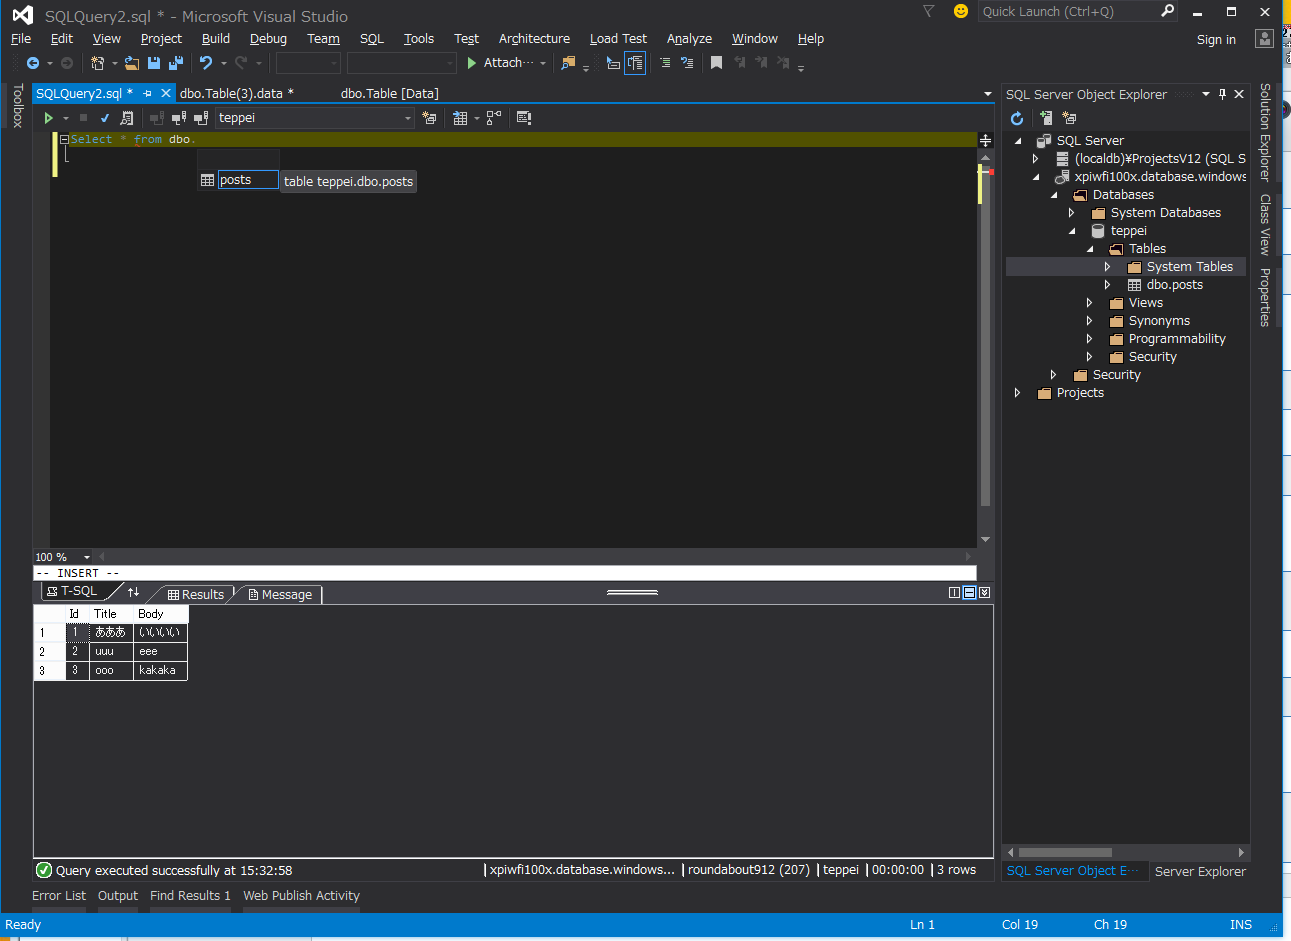 SQLQuery2.sql * - Microsoft Visual Studio
Quick Launch (Ctrl+Q)
File Edit View Project Build Debug Team SQL Tools Test Architecture Load Test Analyze Window Help
Sign in
Attach...
Toolbox
SQLQuery2.sql *
dbo.Table(3).data *
dbo.Table [Data]
teppei
Select * from dbo.
posts
table teppei.dbo.posts
100 %
-- INSERT --
T-SQL
Results
Message
Id Title Body
1 1 あああ いいいい
2 2 uuu eee
3 3 ooo kakaka
Query executed successfully at 15:32:58
xpiwfi100x.database.windows...
roundabout912 (207)
teppei
00:00:00
3 rows
SQL Server Object Explorer
SQL Server
(localdb)¥ProjectsV12 (SQL S
xpiwfi100x.database.windows
Databases
System Databases
teppei
Tables
System Tables
dbo.posts
Views
Synonyms
Programmability
Security
Security
Projects
SQL Server Object E...
Server Explorer
Solution Explorer
Class View
Properties
Error List
Output
Find Results 1
Web Publish Activity
Ready
Ln 1
Col 19
Ch 19
INS